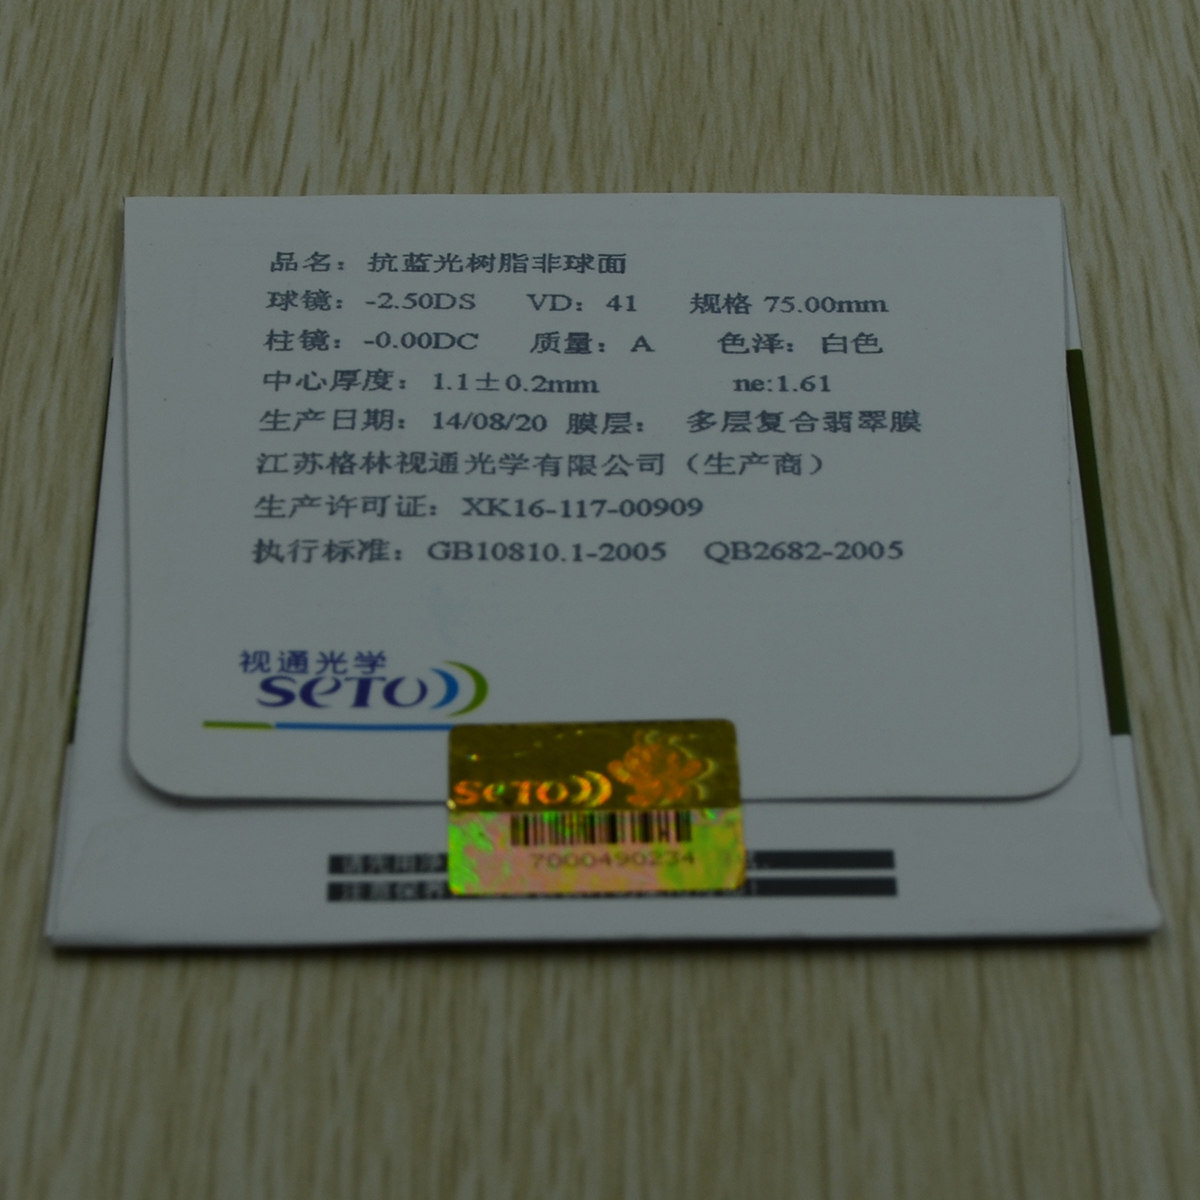 品名：抗蓝光树脂非球面
球镜：-2.50DS VD：41 规格 75.00mm
柱镜：-0.00DC 质量：A 色泽：白色
中心厚度：1.1±0.2mm ne:1.61
生产日期：14/08/20 膜层：多层复合翡翠膜
江苏格林视通光学有限公司（生产商）
生产许可证：XK16-117-00909
执行标准：GB10810.1-2005 QB2682-2005
视通光学
SETO
SETO
7000490234